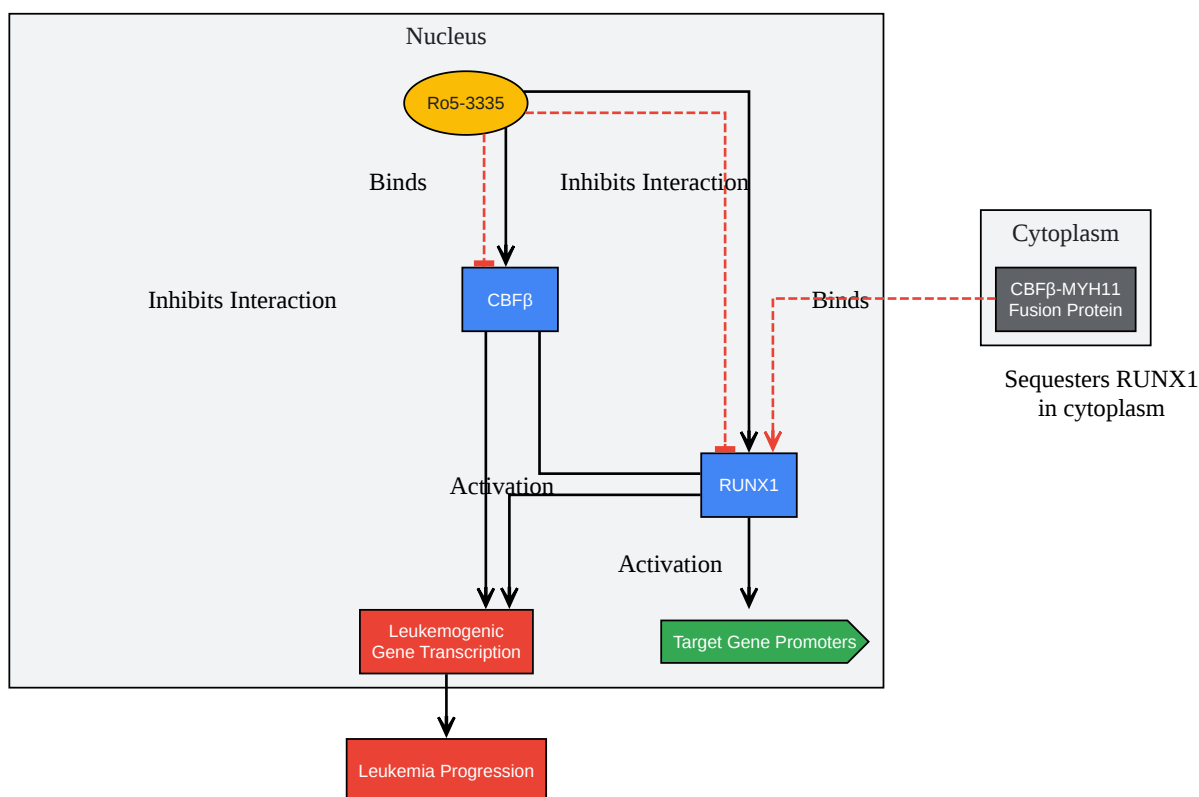 Nucleus
Ro5-3335
Binds
Inhibits Interaction
Cytoplasm
CBFβ-MYH11
Fusion Protein
CBFβ
Inhibits Interaction
Binds
Sequesters RUNX1
in cytoplasm
Activation
RUNX1
Activation
Leukemogenic
Gene Transcription
Target Gene Promoters
Leukemia Progression